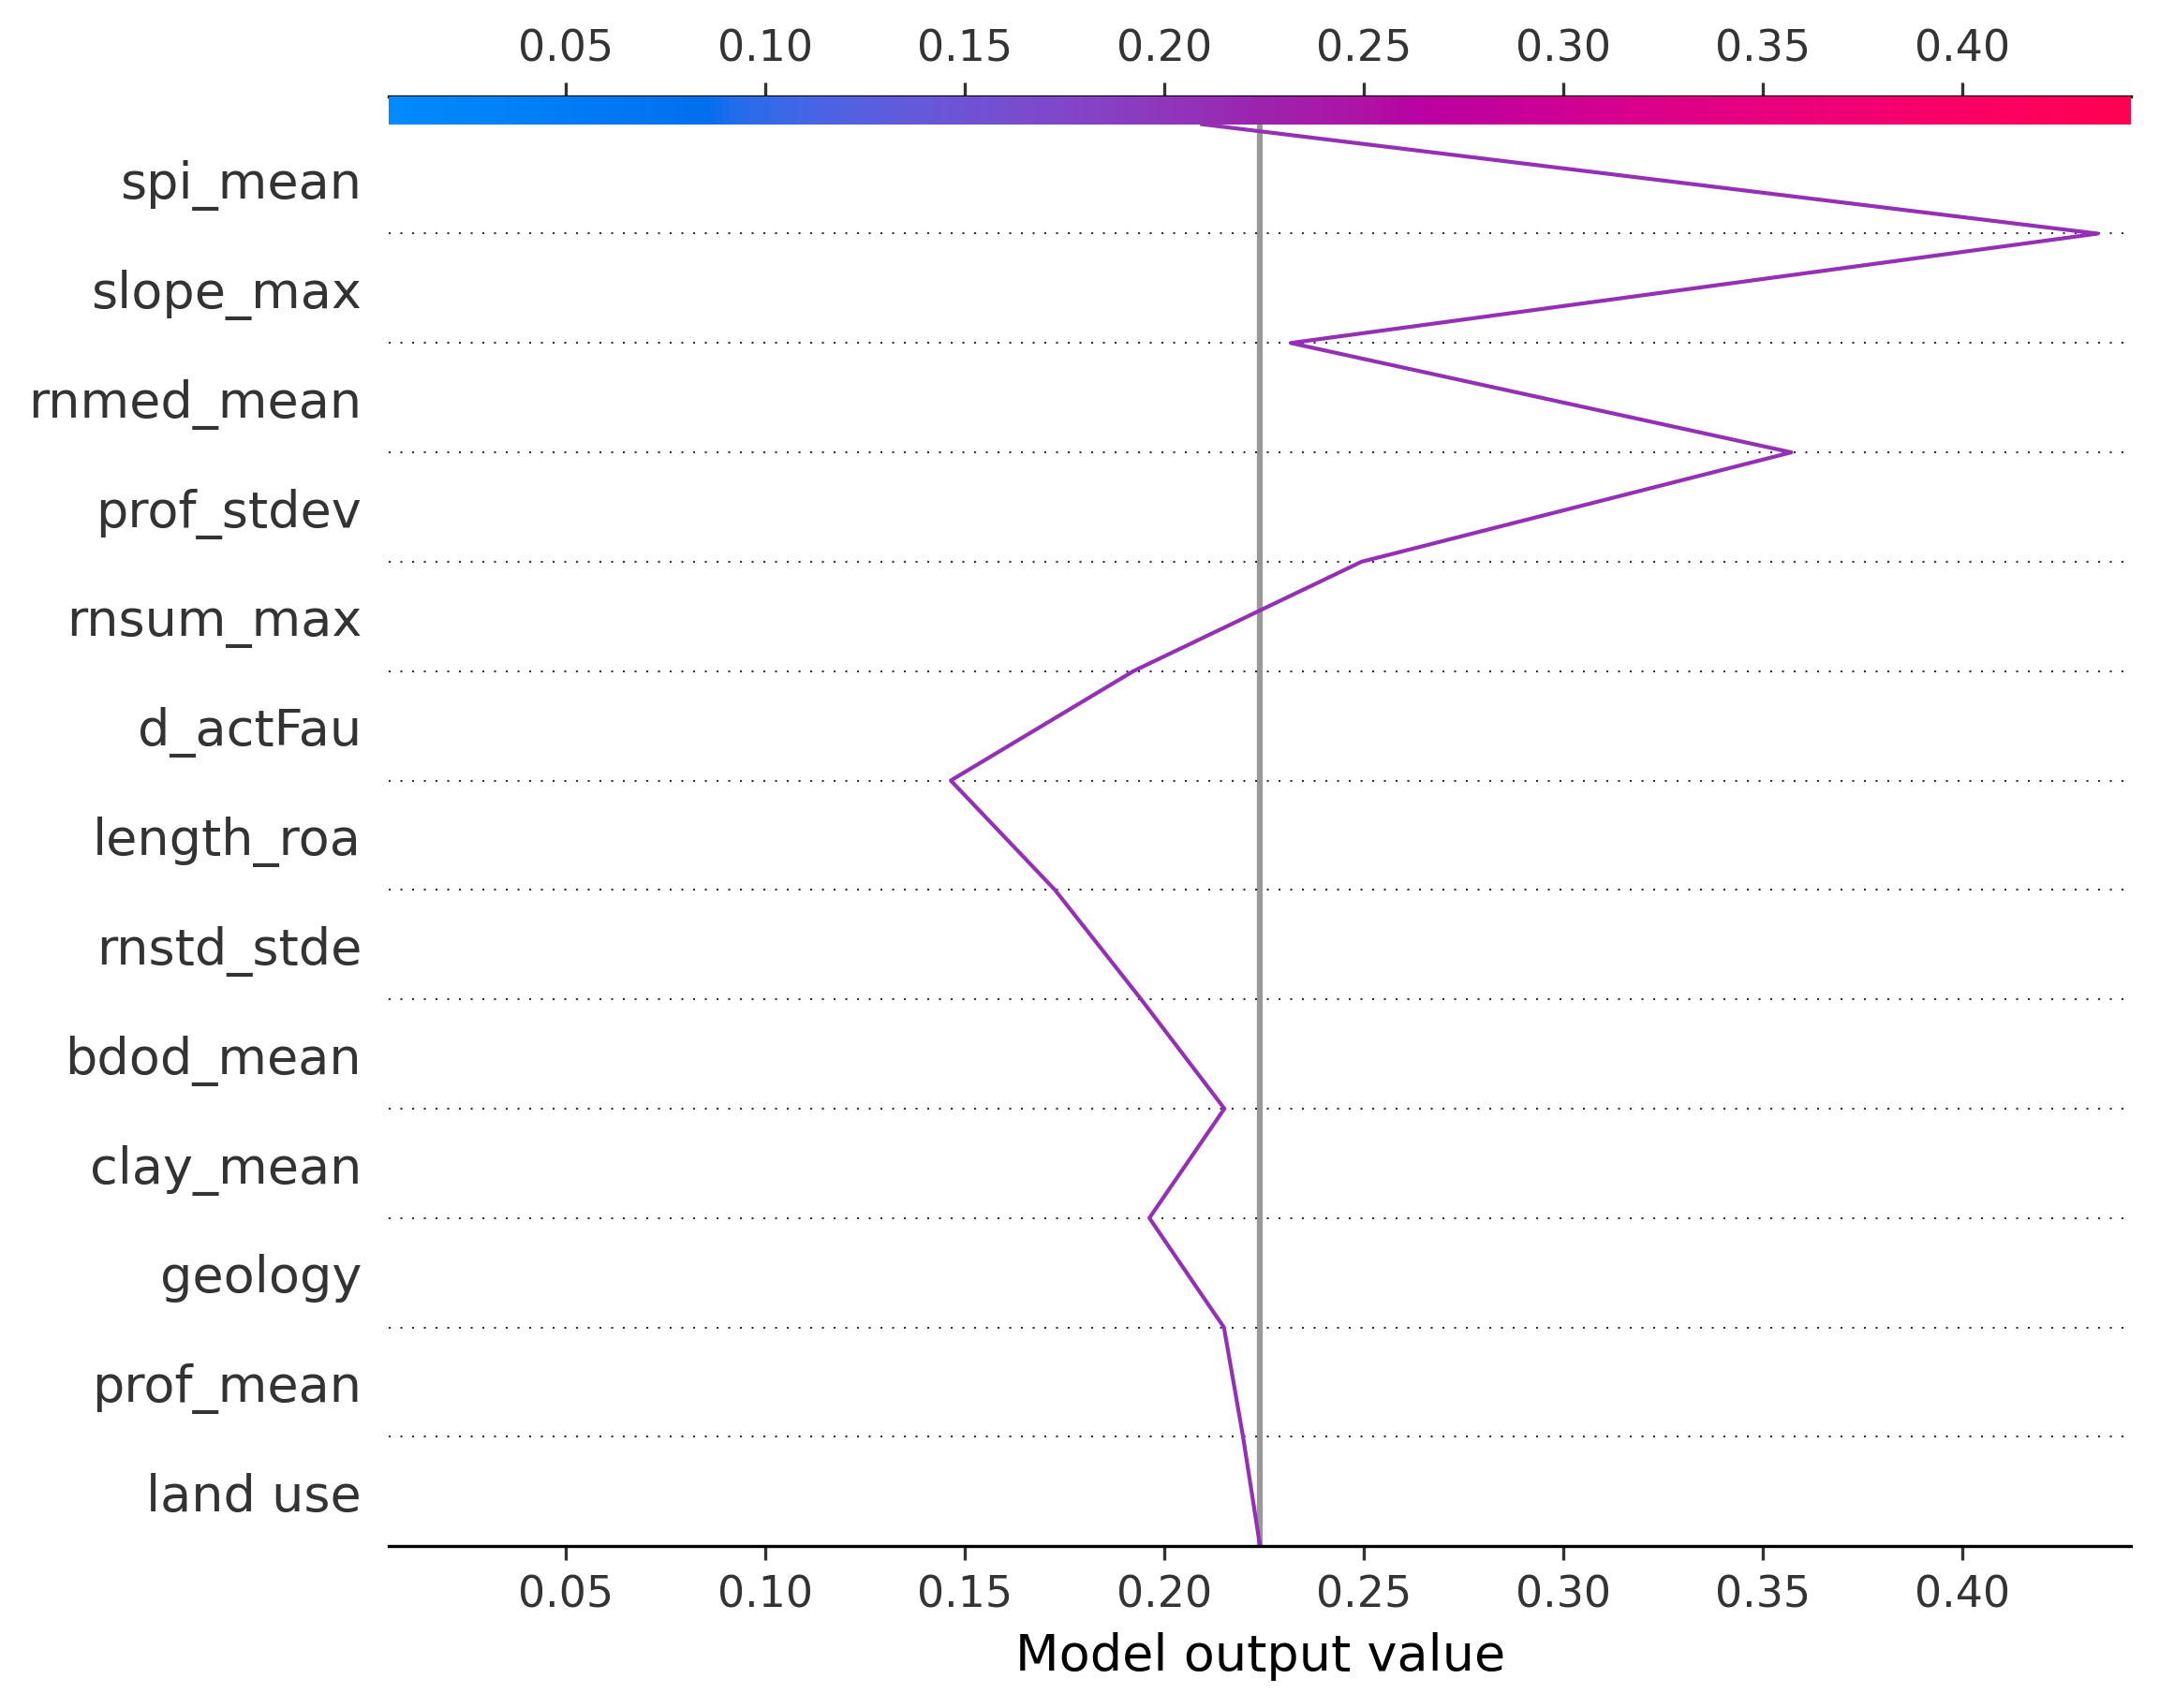 0.05 0.10 0.15 0.20 0.25 0.30 0.35 0.40
spi_mean
slope_max
rnmed_mean
prof_stdev
rnsum_max
d_actFau
length_roa
rnstd_stde
bdod_mean
clay_mean
geology
prof_mean
land use
0.05 0.10 0.15 0.20 0.25 0.30 0.35 0.40
Model output value